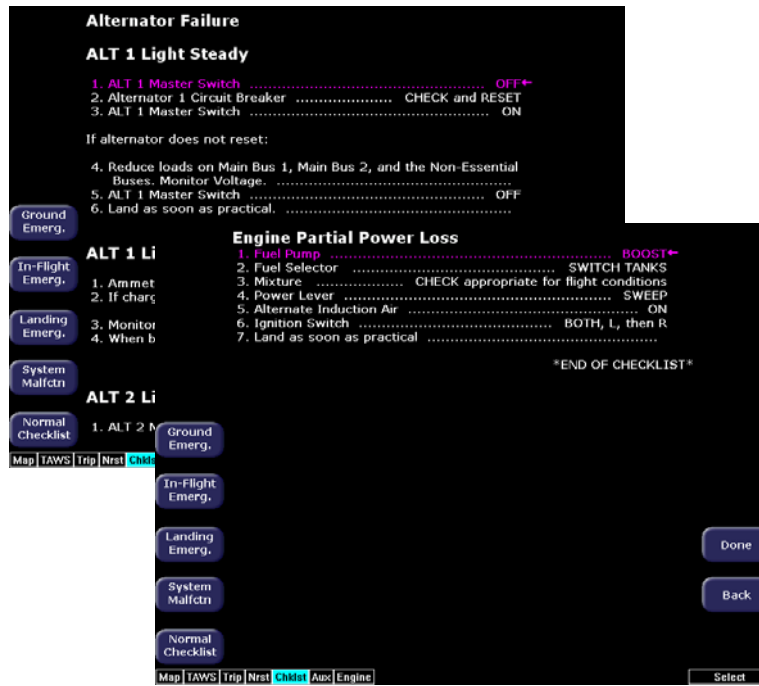 Alternator Failure
ALT 1 Light Steady
1. ALT 1 Master Switch ................................................... OFF←
2. Alternator 1 Circuit Breaker .................... CHECK and RESET
3. ALT 1 Master Switch .................................................. ON
If alternator does not reset:
4. Reduce loads on Main Bus 1, Main Bus 2, and the Non-Essential
Buses. Monitor Voltage. .................................................
5. ALT 1 Master Switch ................................................. OFF
6. Land as soon as practical. ...............................................
ALT 1 Li
1. Ammet
2. If charg
3. Monitor
4. When b
ALT 2 Li
1. ALT 2 M
Ground
Emerg.
In-Flight
Emerg.
Landing
Emerg.
System
Malfctn
Normal
Checklist
Map TAWS Trip Nrst Chkls
Engine Partial Power Loss
1. Fuel Pump ............................................................ BOOST←
2. Fuel Selector .......................................... SWITCH TANKS
3. Mixture ................. CHECK appropriate for flight conditions
4. Power Lever ...................................................... SWEEP
5. Alternate Induction Air ............................................. ON
6. Ignition Switch ........................................ BOTH, L, then R
7. Land as soon as practical ................................................
*END OF CHECKLIST*
Ground
Emerg.
In-Flight
Emerg.
Landing
Emerg.
System
Malfctn
Normal
Checklist
Done
Back
Map TAWS Trip Nrst Chklst Aux Engine
Select